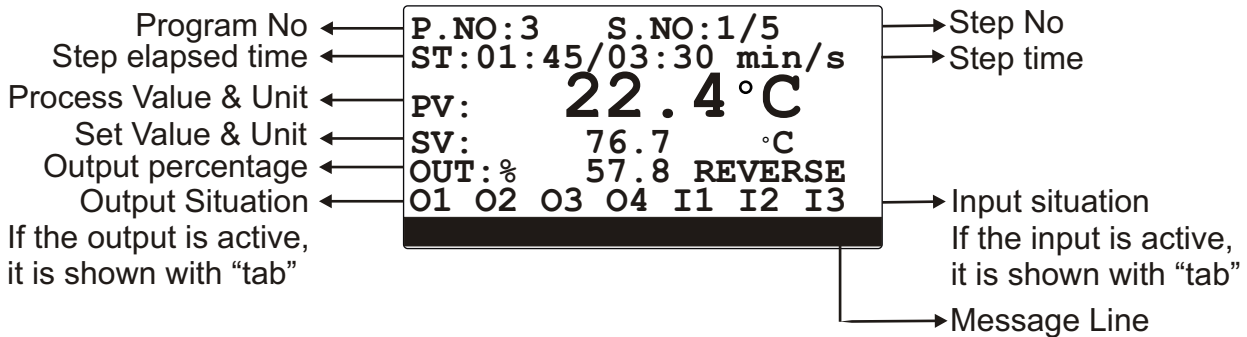 Program No
Step elapsed time
Process Value & Unit
Set Value & Unit
Output percentage
Output Situation
If the output is active,
it is shown with “tab”
P.NO:3 S.NO:1/5
ST:01:45/03:30 min/s
PV: 22.4°C
SV: 76.7 °C
OUT:% 57.8 REVERSE
O1 O2 O3 O4 I1 I2 I3
Step No
Step time
Input situation
If the input is active,
it is shown with “tab”
Message Line